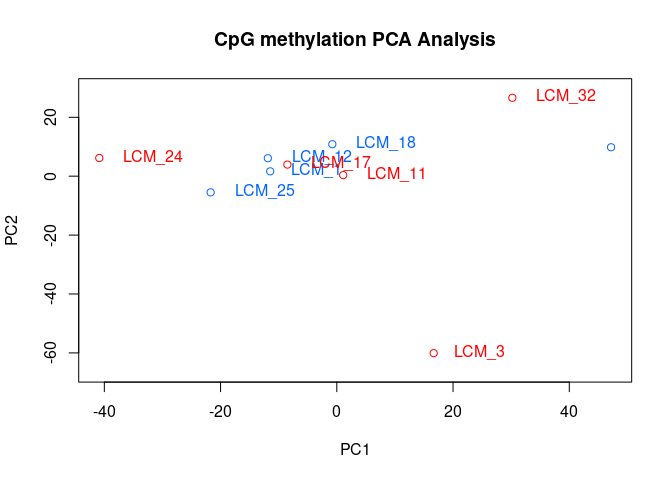 CpG methylation PCA Analysis
LCM_32
LCM_18
LCM_12
LCM_24
LCM_17
LCM_1
LCM_11
LCM_25
LCM_3
20
0
-20
-40
-60
PC2
-40
-20
0
20
40
PC1